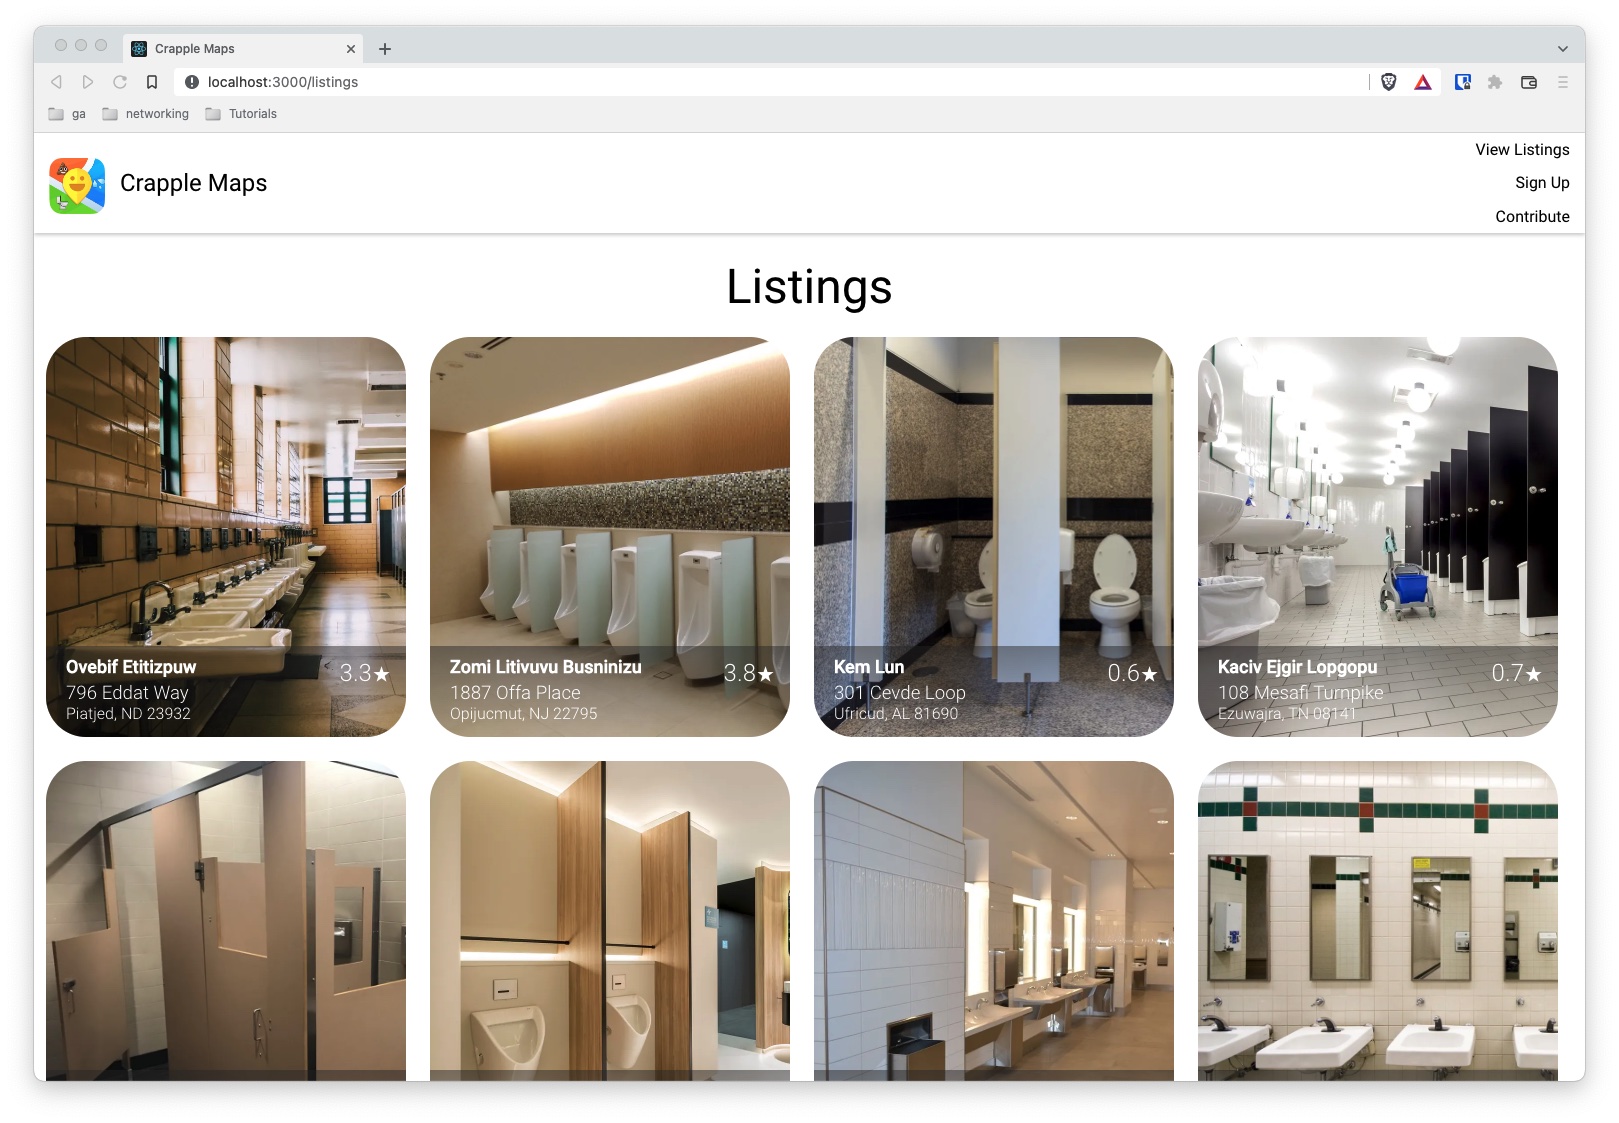 Crapple Maps
localhost:3000/listings
ga networking Tutorials
Crapple Maps
View Listings
Sign Up
Contribute
Listings
Ovebif Etitizpuw 3.3★
796 Eddat Way
Piatjed, ND 23932
Zomi Litivuvu Busninizu 3.8★
1887 Offa Place
Opijucmut, NJ 22795
Kem Lun 0.6★
301 Cevde Loop
Ufricud, AL 81690
Kaciv Ejgir Lopgopu 0.7★
108 Mesafi Turnpike
Ezuwajra, TN 08141